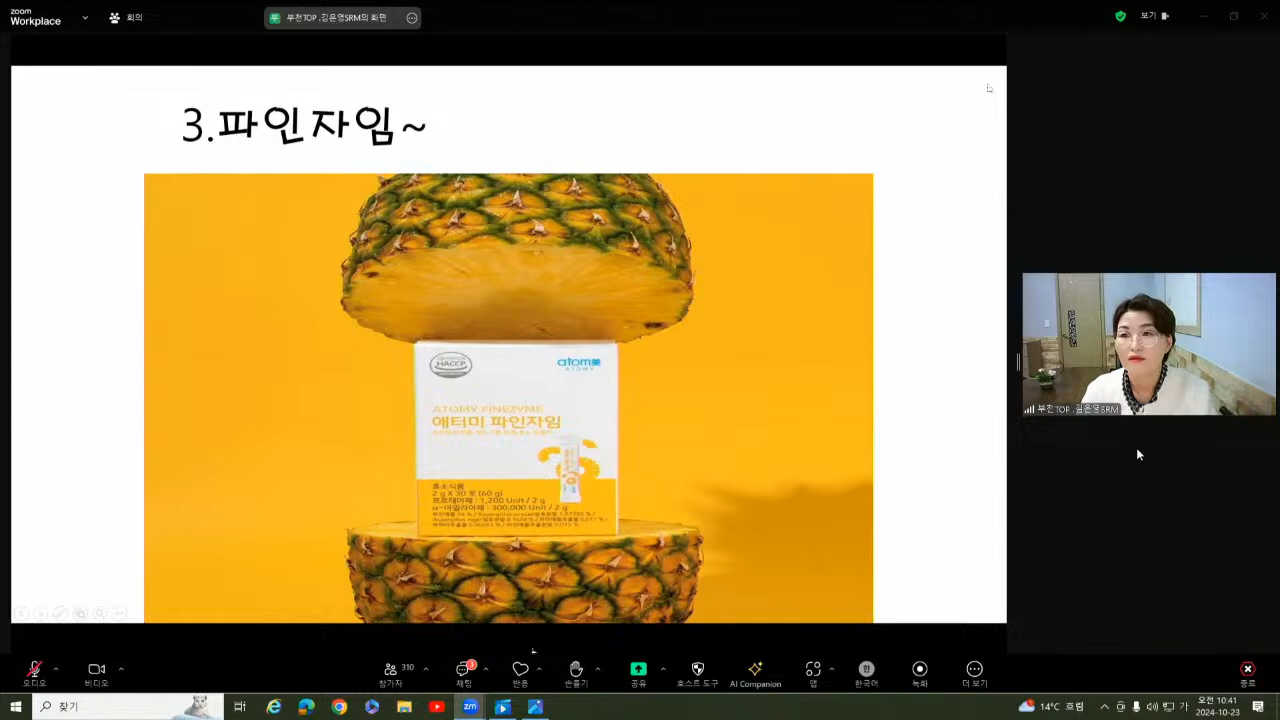 zoom
Workplace
회의
부천TOP .김은영SRM의 화면
보기
3.파인자임~
HACCP
atom美
ATOMY
ATOMY FINEZYME
애터미 파인자임
효소식품
2 g X 30 포 (60 g)
프로테아제 : 1,200 Unit / 2 g
α-아밀라아제 : 300,000 Unit / 2 g
부천TOP .김은영SRM
오디오
비디오
310
참가자
3
채팅
반응
손들기
공유
호스트 도구
AI Companion
앱
한
한국어
녹화
더 보기
종료
찾기
zm
14°C 흐림
가
오전 10:41
2024-10-23